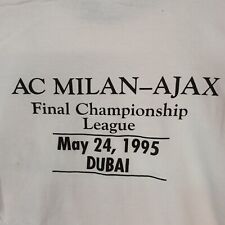 AC MILAN–AJAX
Final Championship
League
May 24, 1995
DUBAI